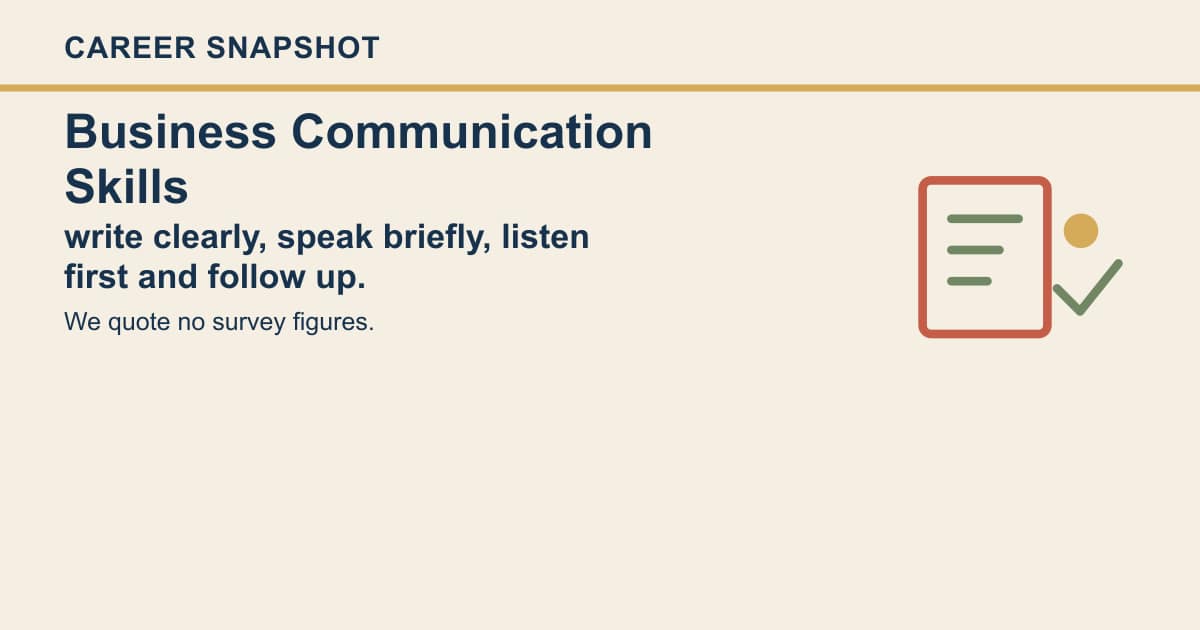 CAREER SNAPSHOT
Business Communication
Skills
write clearly, speak briefly, listen
first and follow up.
We quote no survey figures.